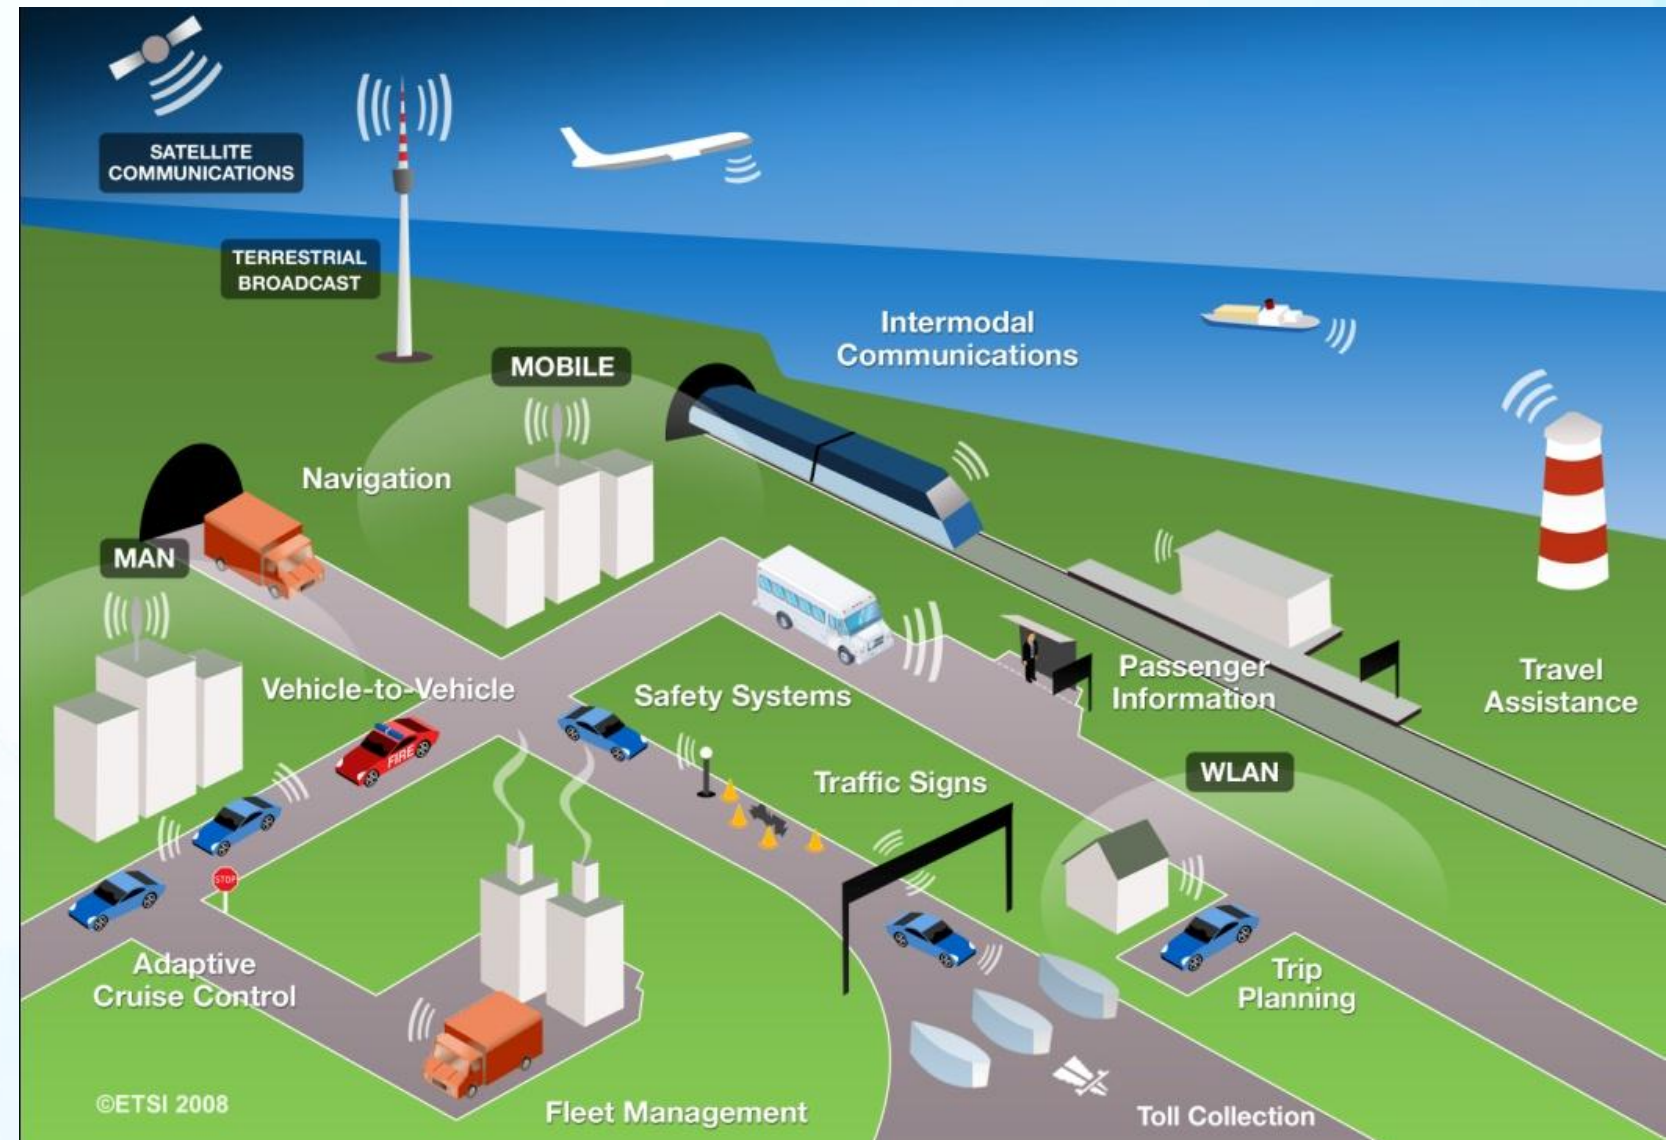 SATELLITE
COMMUNICATIONS
TERRESTRIAL
BROADCAST
Intermodal
Communications
MOBILE
Navigation
MAN
Vehicle-to-Vehicle
Safety Systems
Passenger
Information
Travel
Assistance
FIRE
Traffic Signs
WLAN
STOP
Adaptive
Cruise Control
Trip
Planning
©ETSI 2008
Fleet Management
Toll Collection